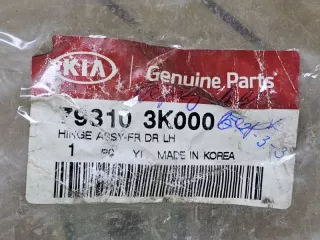 KIA Genuine Parts
79310 3K000
HINGE ASSY-FR DR LH
1 PC YI MADE IN KOREA